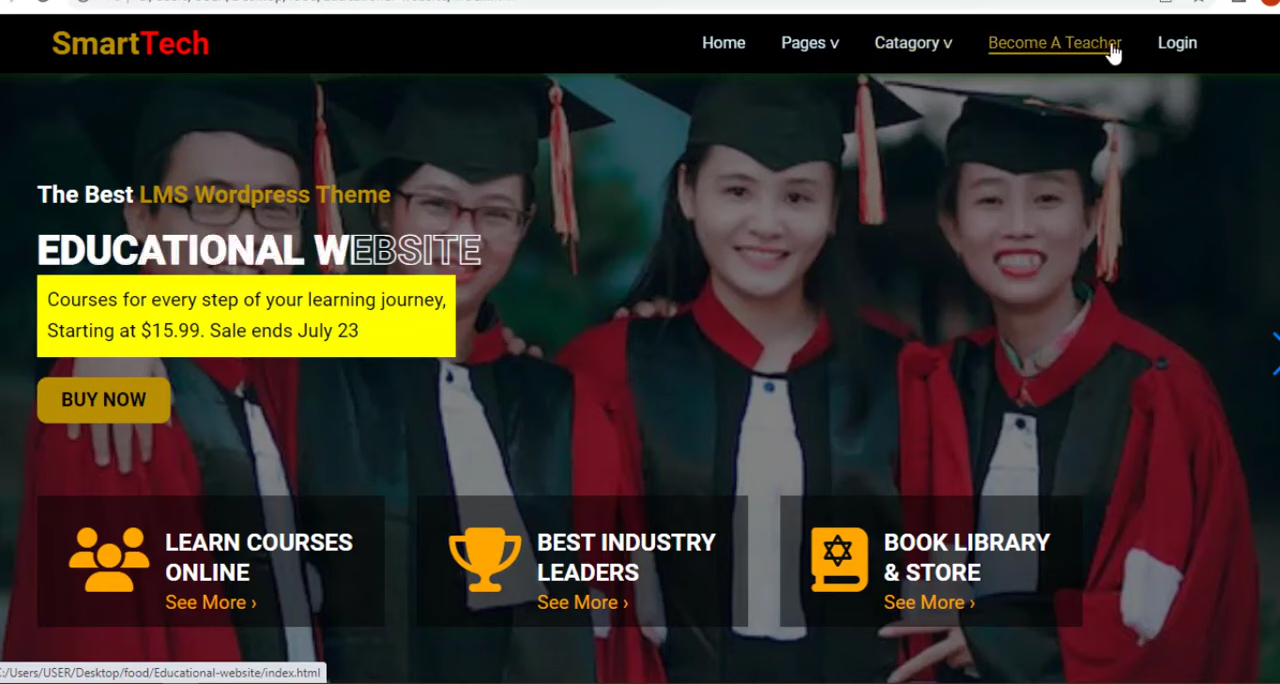 SmartTech
Home Pages v Catagory v Become A Teacher Login
The Best LMS Wordpress Theme
EDUCATIONAL WEBSITE
Courses for every step of your learning journey,
Starting at $15.99. Sale ends July 23
BUY NOW
LEARN COURSES
ONLINE
See More ›
BEST INDUSTRY
LEADERS
See More ›
BOOK LIBRARY
& STORE
See More ›
:/Users/USER/Desktop/food/Educational-website/index.html